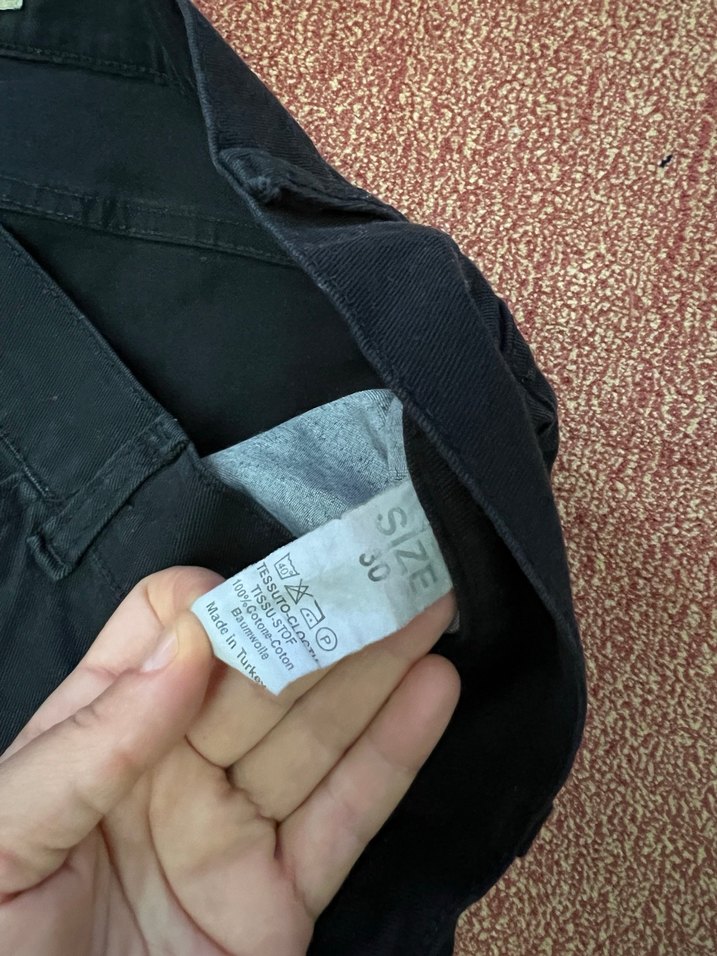 SIZE
30
40°
P
TESSUTO-CLOTH
TISSU-STOF
100%Cotone-Coton
Baumwolle
Made in Turkey